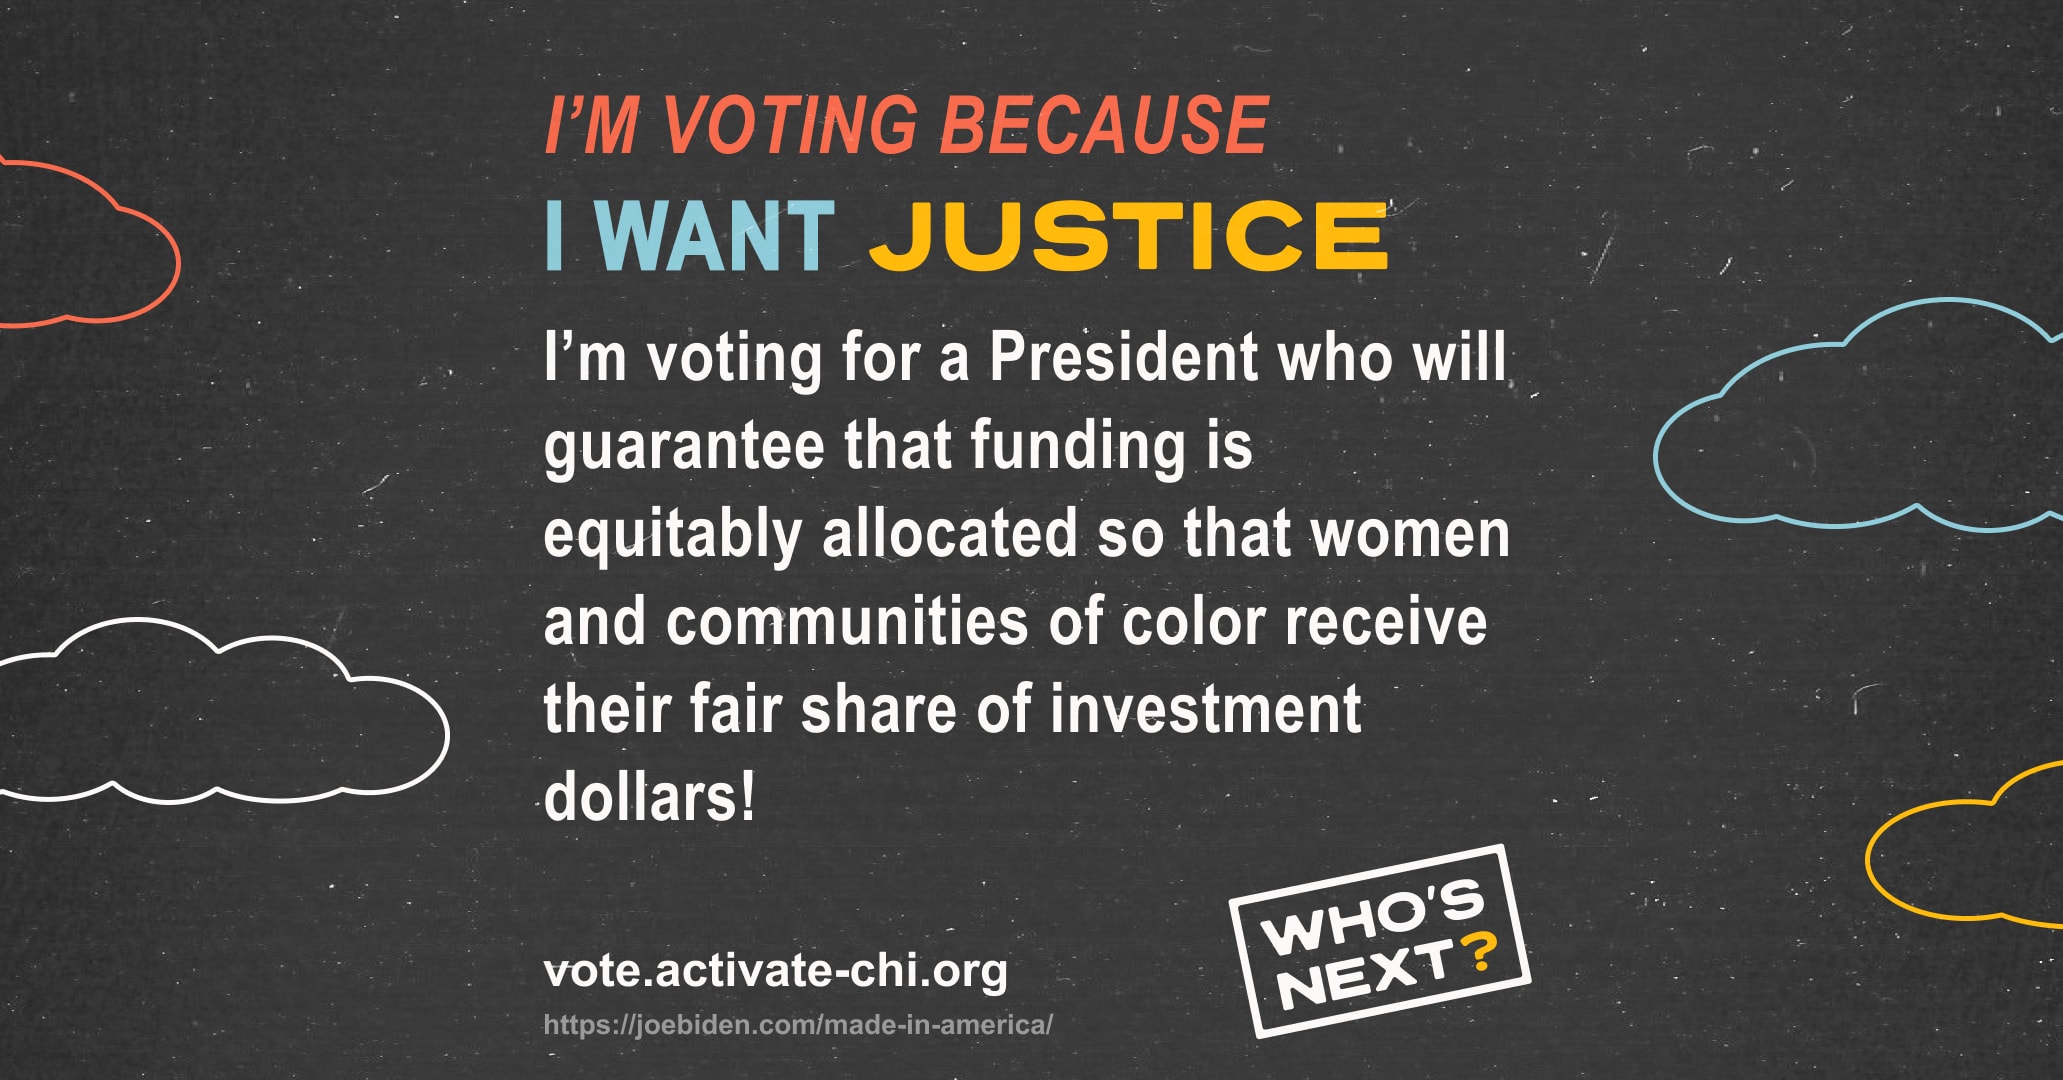 I'M VOTING BECAUSE
I WANT JUSTICE
I'm voting for a President who will
guarantee that funding is
equitably allocated so that women
and communities of color receive
their fair share of investment
dollars!
vote.activate-chi.org
https://joebiden.com/made-in-america/
WHO'S
NEXT?